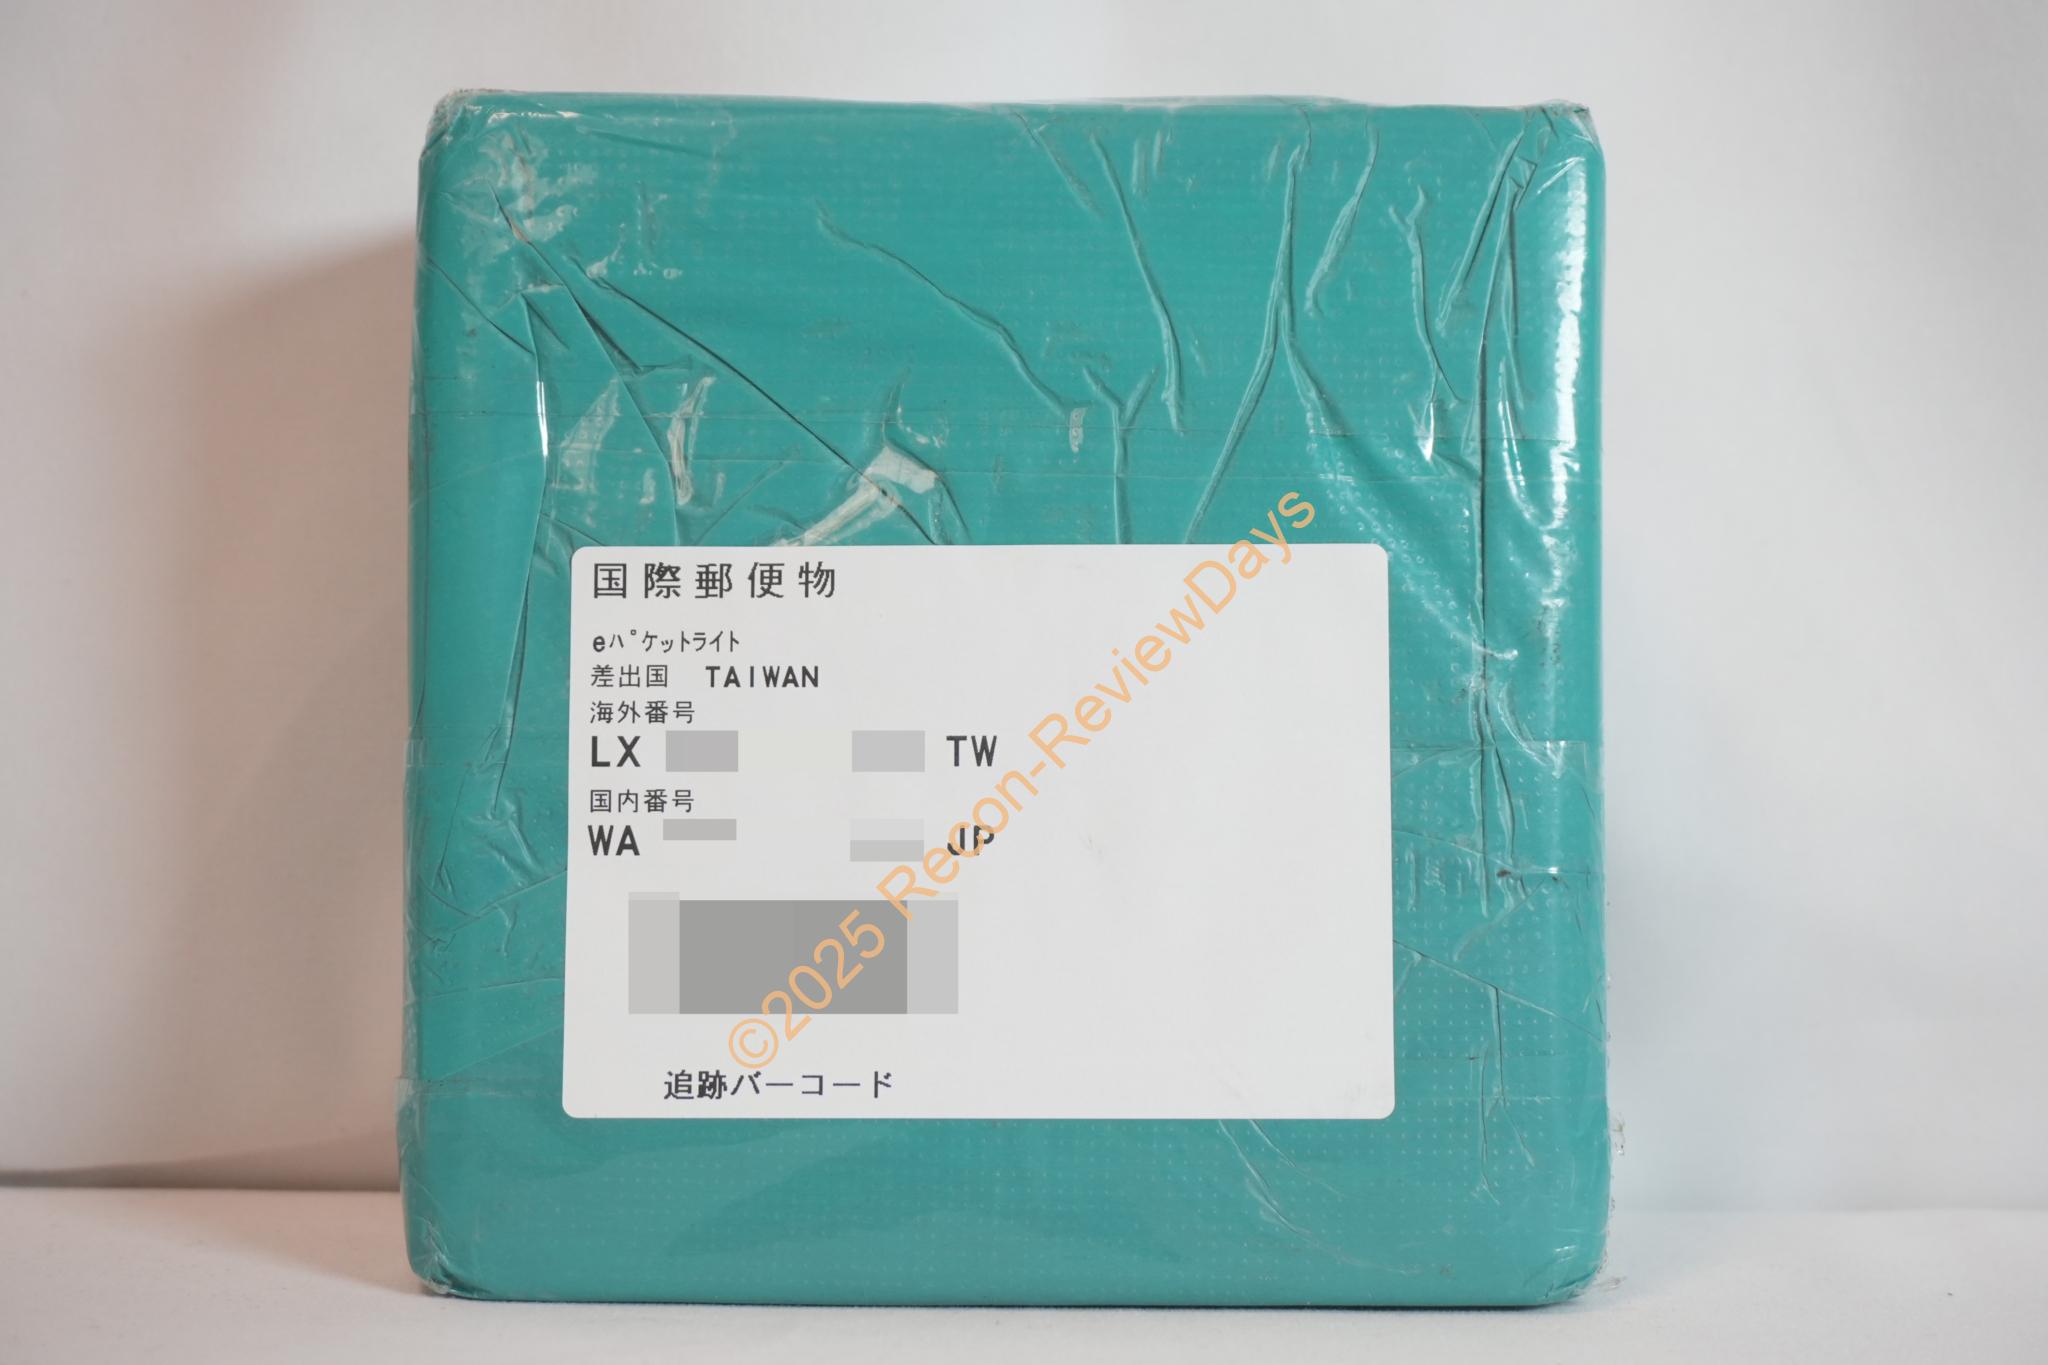 国際郵便物
eパケットライト
差出国 TAIWAN
海外番号
LX TW
国内番号
WA JP
追跡バーコード
©2025 Recon-ReviewDays